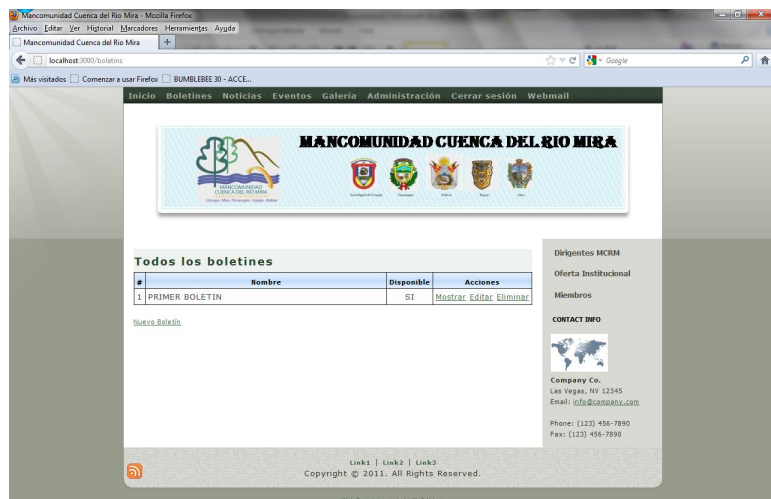 Mancomunidad Cuenca del Rio Mira - Mozilla Firefox
Archivo Editar Ver Historial Marcadores Herramientas Ayuda
Mancomunidad Cuenca del Rio Mira
localhost:3000/boletins
Google
Más visitados Comenzar a usar Firefox BUMBLEBEE 30 - ACCE...
Inicio Boletines Noticias Eventos Galería Administración Cerrar sesión Webmail
MANCOMUNIDAD CUENCA DEL RIO MIRA
MANCOMUNIDAD
CUENCA DEL RIO MIRA
Todos los boletines
# Nombre Disponible Acciones
1 PRIMER BOLETIN SI Mostrar Editar Eliminar
Nuevo Boletín
Dirigentes MCRM
Oferta Institucional
Miembros
CONTACT INFO
Company Co.
Las Vegas, NV 12345
Email: info@company.com
Phone: (123) 456-7890
Fax: (123) 456-7890
Link1 | Link2 | Link3
Copyright © 2011. All Rights Reserved.